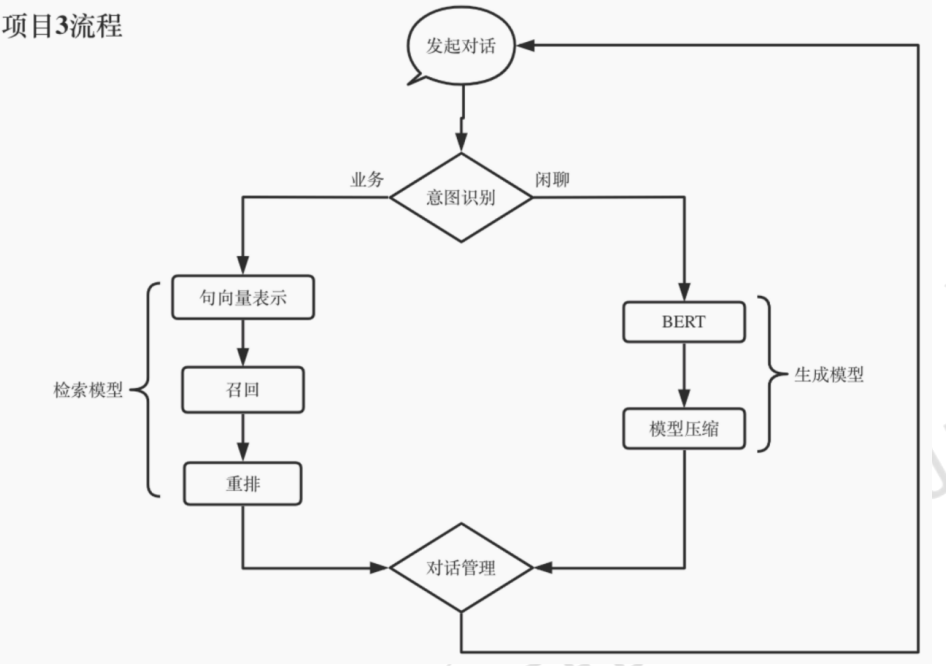 项目3流程
发起对话
业务
意图识别
闲聊
句向量表示
BERT
检索模型
召回
生成模型
模型压缩
重排
对话管理